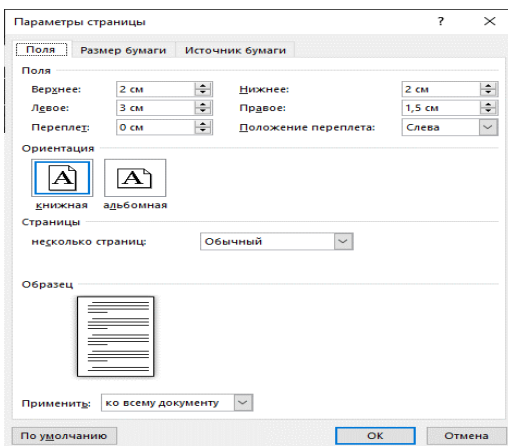 Параметры страницы ? ×
Поля Размер бумаги Источник бумаги
Поля
Верхнее: 2 см Нижнее: 2 см
Левое: 3 см Правое: 1,5 см
Переплет: 0 см Положение переплета: Слева
Ориентация
A A
книжная альбомная
Страницы
несколько страниц: Обычный
Образец
Применить: ко всему документу
По умолчанию ОК Отмена